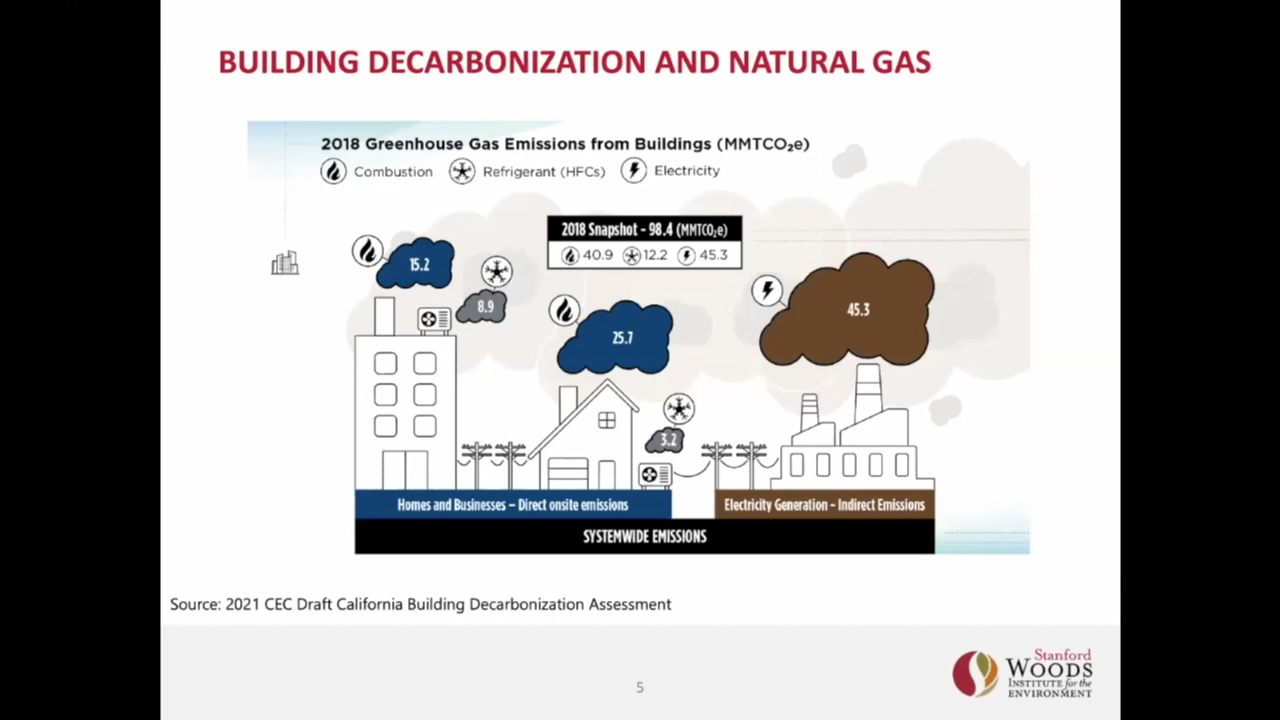 BUILDING DECARBONIZATION AND NATURAL GAS
2018 Greenhouse Gas Emissions from Buildings (MMTCO₂e)
Combustion Refrigerant (HFCs) Electricity
2018 Snapshot - 98.4 (MMTCO₂e)
40.9 12.2 45.3
15.2
8.9
25.7
45.3
3.2
Homes and Businesses – Direct onsite emissions
Electricity Generation - Indirect Emissions
SYSTEMWIDE EMISSIONS
Source: 2021 CEC Draft California Building Decarbonization Assessment
Stanford
WOODS
INSTITUTE for the
ENVIRONMENT
5